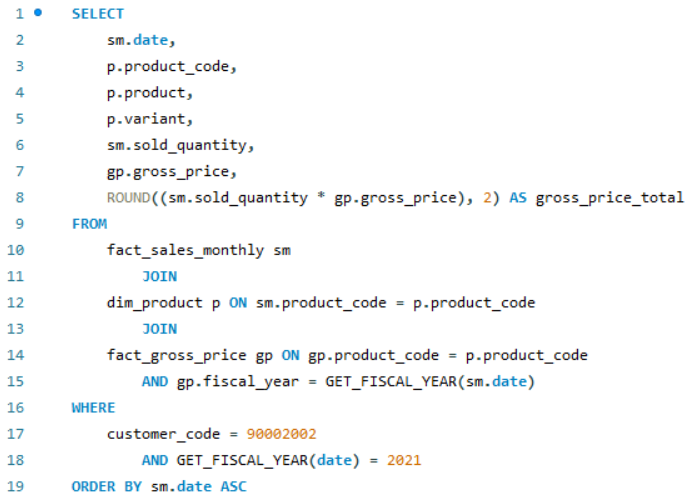 1 SELECT
2 sm.date,
3 p.product_code,
4 p.product,
5 p.variant,
6 sm.sold_quantity,
7 gp.gross_price,
8 ROUND((sm.sold_quantity * gp.gross_price), 2) AS gross_price_total
9 FROM
10 fact_sales_monthly sm
11 JOIN
12 dim_product p ON sm.product_code = p.product_code
13 JOIN
14 fact_gross_price gp ON gp.product_code = p.product_code
15 AND gp.fiscal_year = GET_FISCAL_YEAR(sm.date)
16 WHERE
17 customer_code = 90002002
18 AND GET_FISCAL_YEAR(date) = 2021
19 ORDER BY sm.date ASC